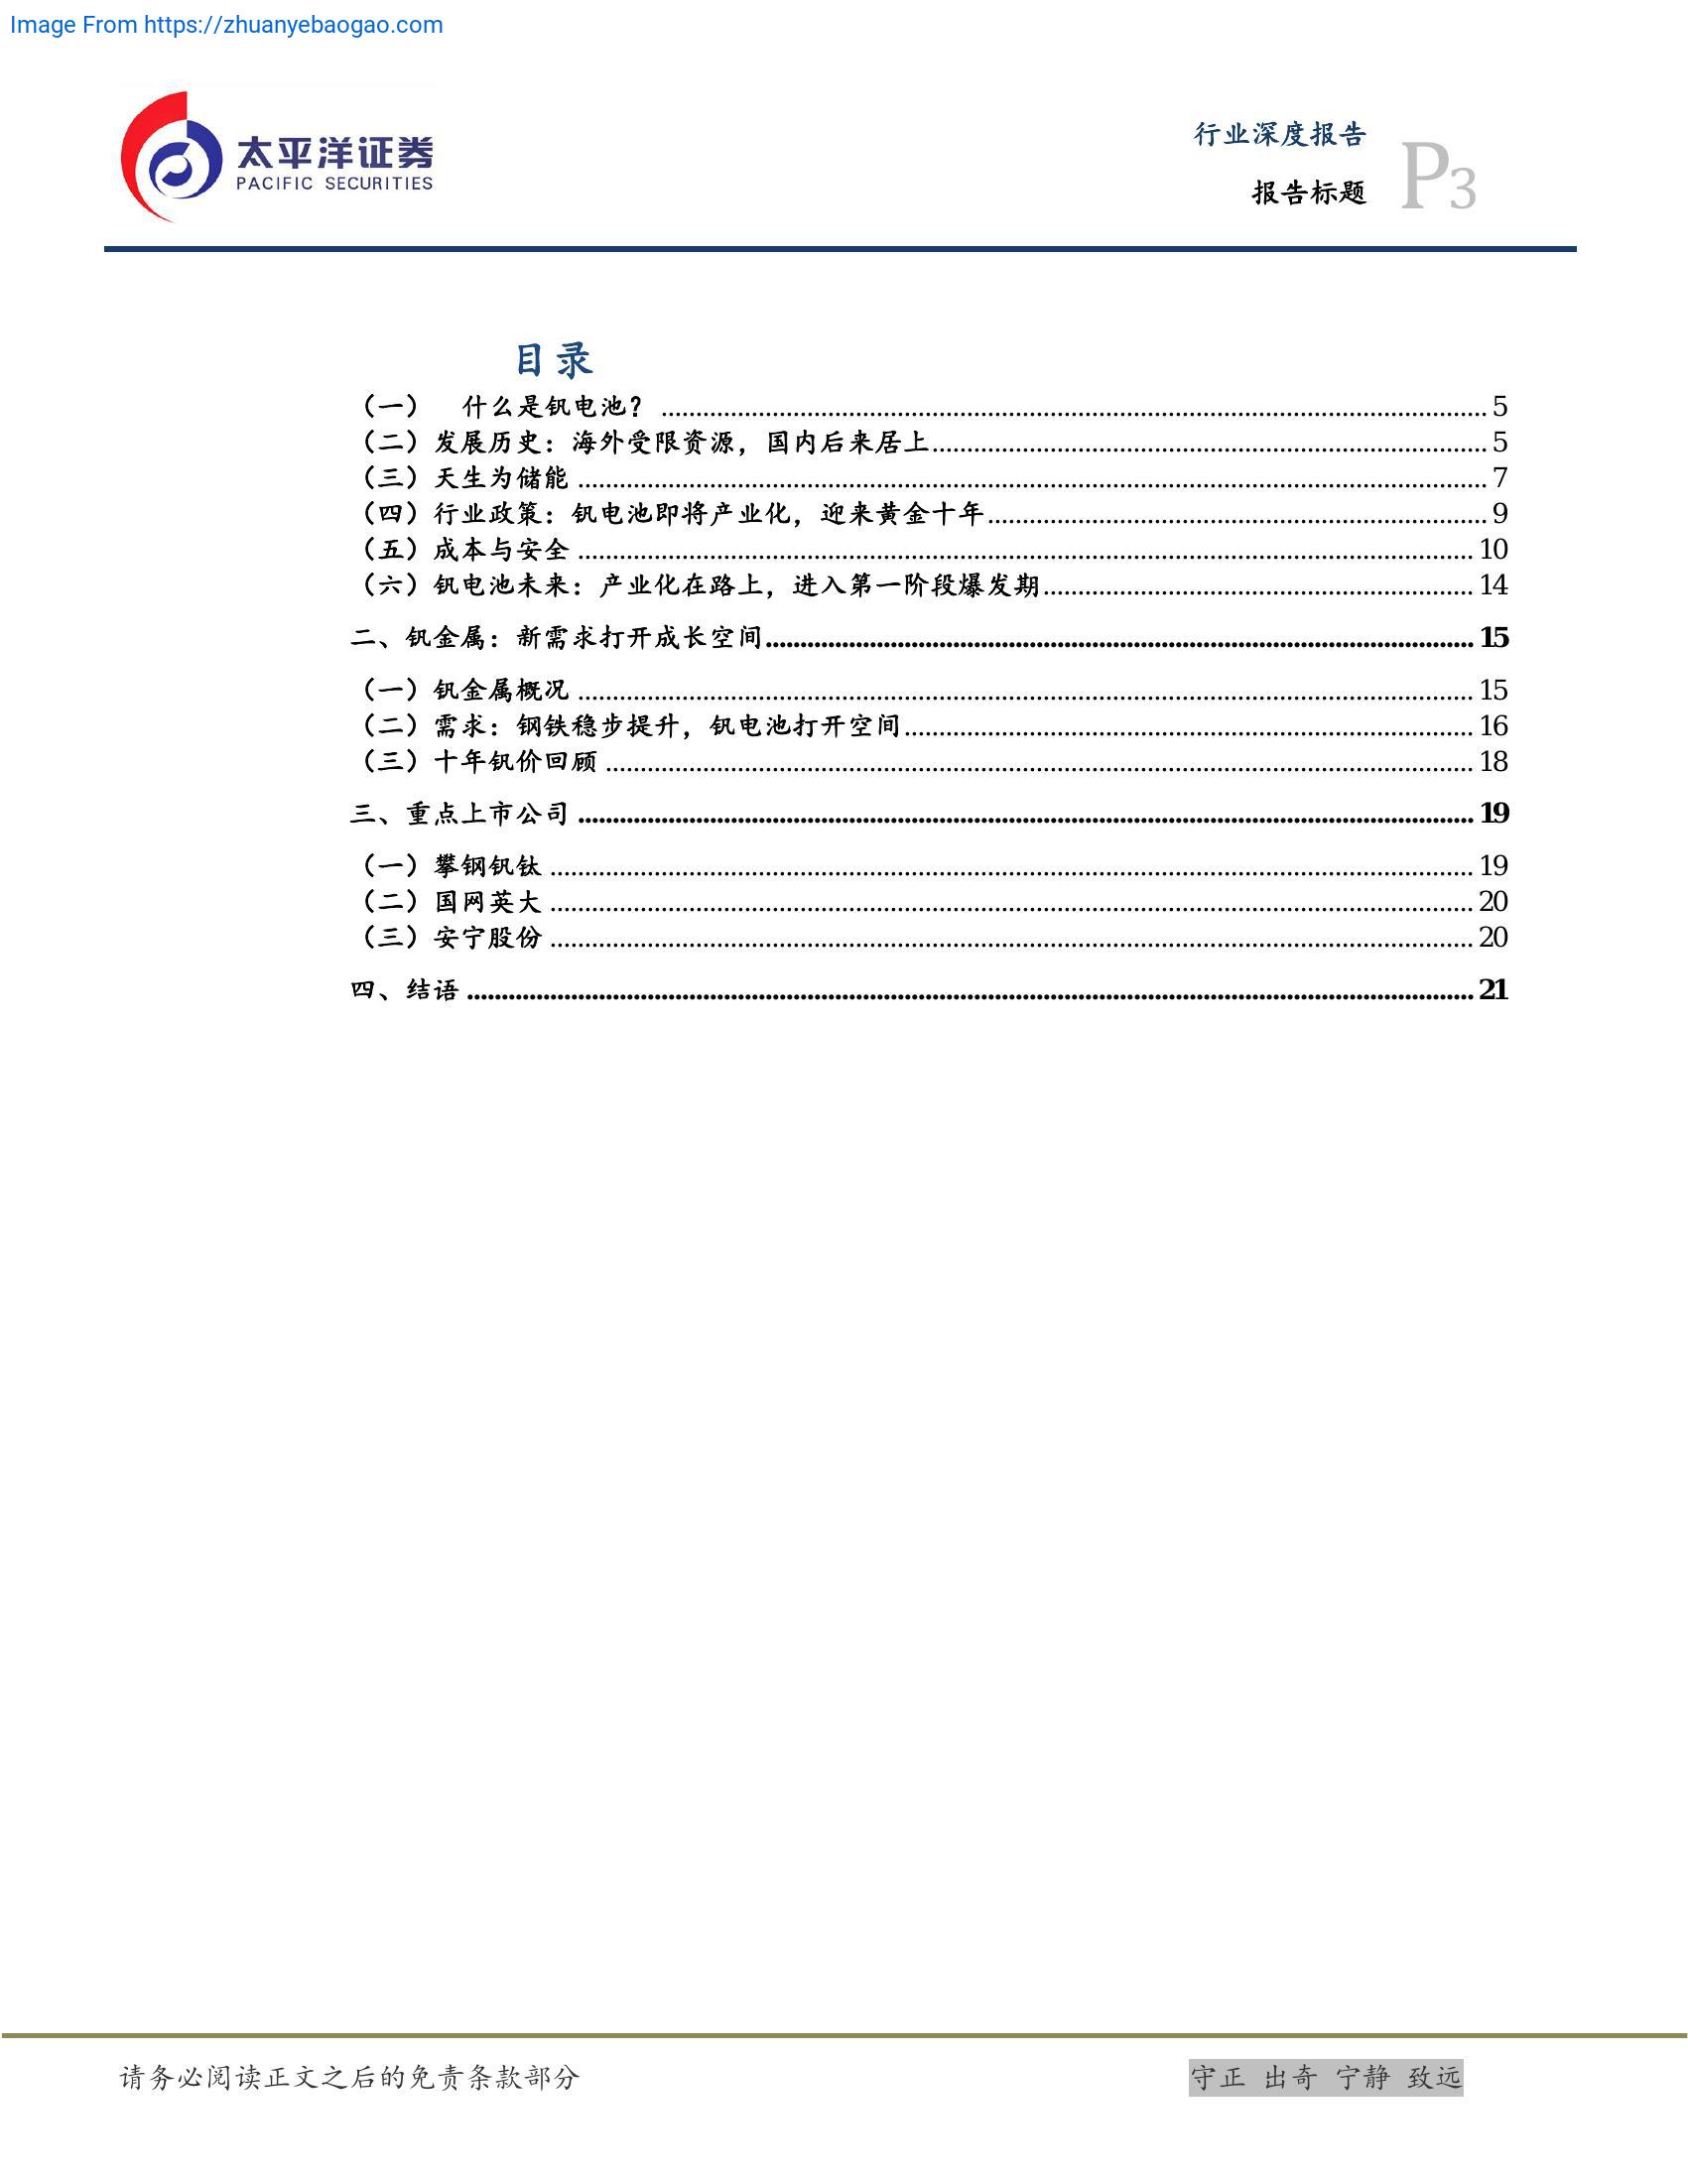 Image From https://zhuanyebaogao.com
太平洋证券
PACIFIC SECURITIES
行业深度报告
报告标题
P3
目录
（一）　什么是钒电池？ 5
（二）发展历史：海外受限资源，国内后来居上 5
（三）天生为储能 7
（四）行业政策：钒电池即将产业化，迎来黄金十年 9
（五）成本与安全 10
（六）钒电池未来：产业化在路上，进入第一阶段爆发期 14
二、钒金属：新需求打开成长空间 15
（一）钒金属概况 15
（二）需求：钢铁稳步提升，钒电池打开空间 16
（三）十年钒价回顾 18
三、重点上市公司 19
（一）攀钢钒钛 19
（二）国网英大 20
（三）安宁股份 20
四、结语 21
请务必阅读正文之后的免责条款部分
守正 出奇 宁静 致远